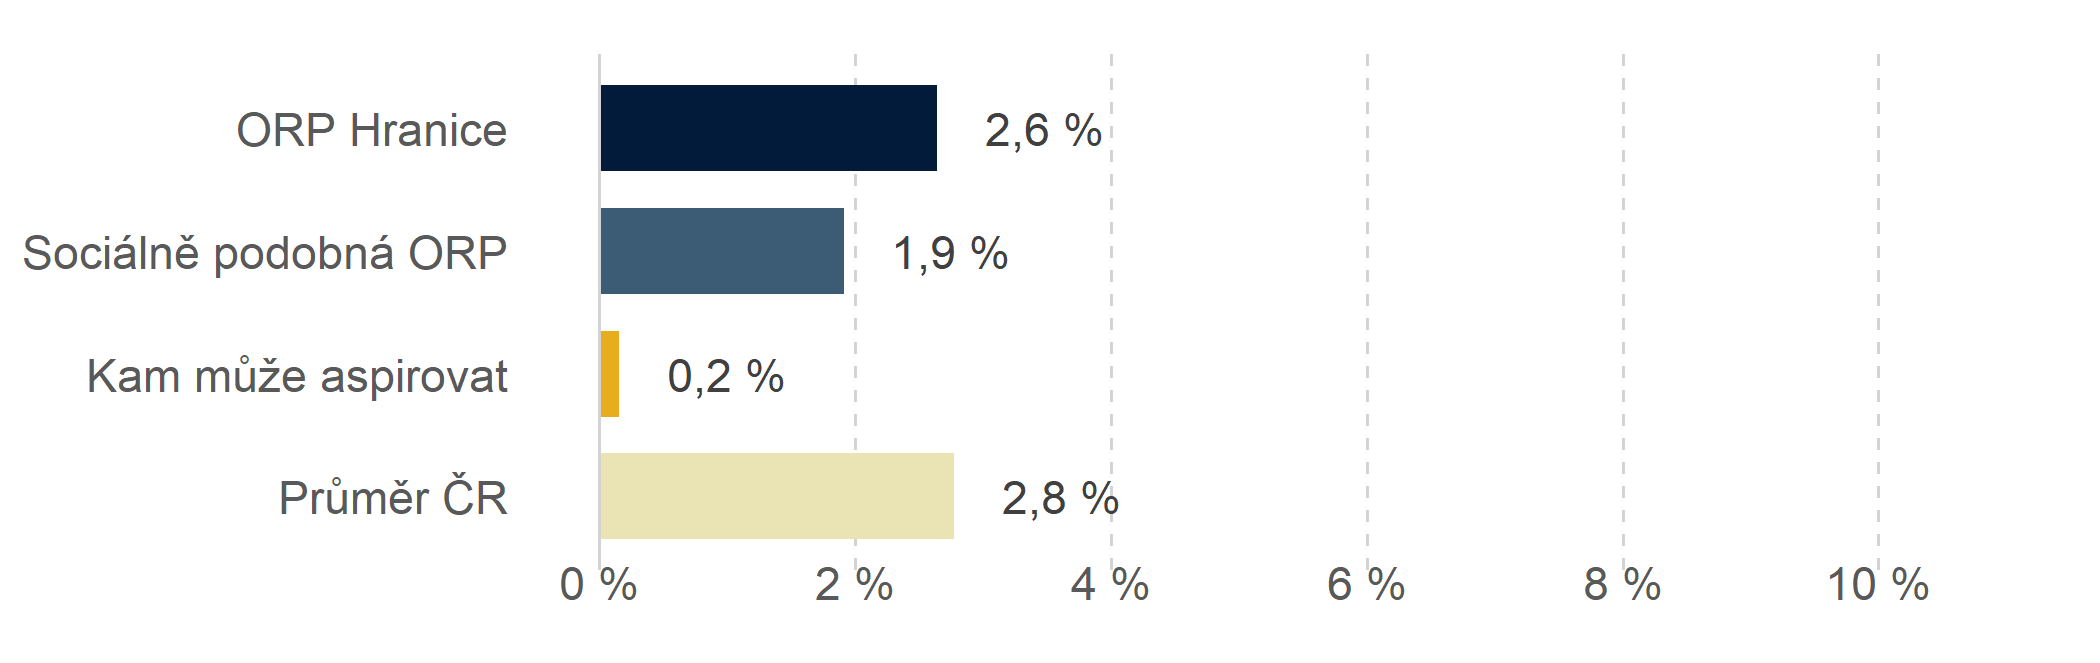 ORP Hranice 2,6 %
Sociálně podobná ORP 1,9 %
Kam může aspirovat 0,2 %
Průměr ČR 2,8 %
0 % 2 % 4 % 6 % 8 % 10 %